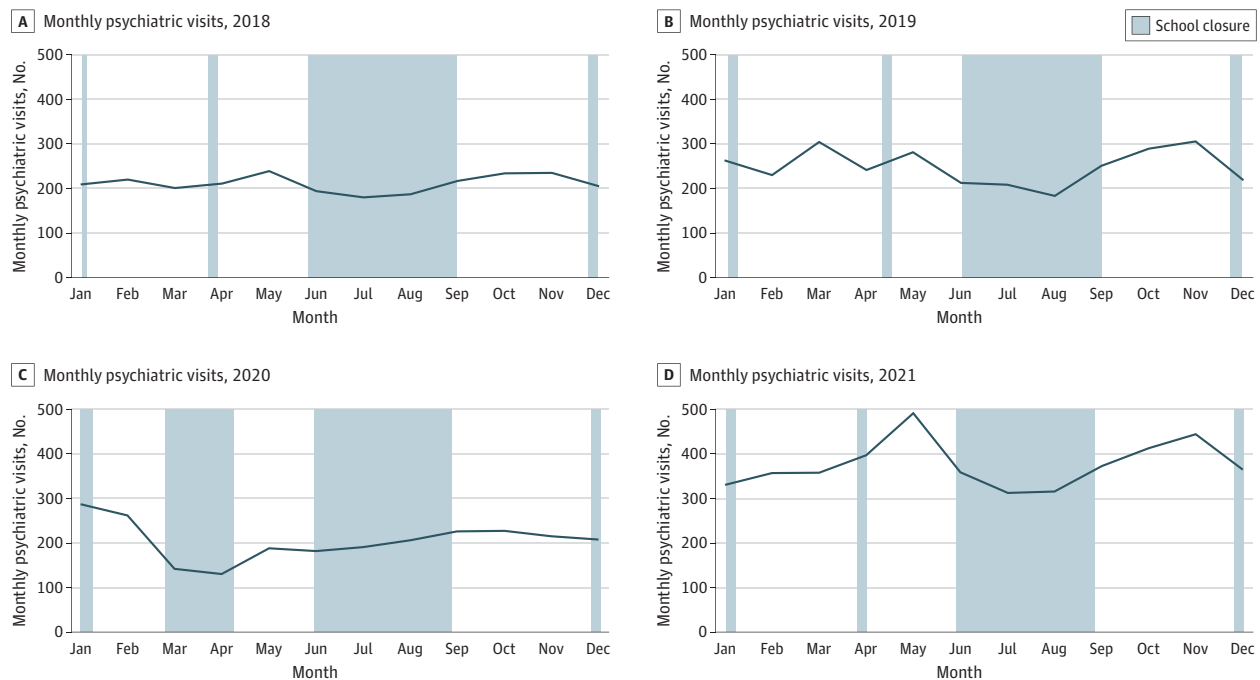 A Monthly psychiatric visits, 2018
Monthly psychiatric visits, No.
500
400
300
200
100
0
Jan Feb Mar Apr May Jun Jul Aug Sep Oct Nov Dec
Month
B Monthly psychiatric visits, 2019
School closure
Monthly psychiatric visits, No.
500
400
300
200
100
0
Jan Feb Mar Apr May Jun Jul Aug Sep Oct Nov Dec
Month
C Monthly psychiatric visits, 2020
Monthly psychiatric visits, No.
500
400
300
200
100
0
Jan Feb Mar Apr May Jun Jul Aug Sep Oct Nov Dec
Month
D Monthly psychiatric visits, 2021
Monthly psychiatric visits, No.
500
400
300
200
100
0
Jan Feb Mar Apr May Jun Jul Aug Sep Oct Nov Dec
Month